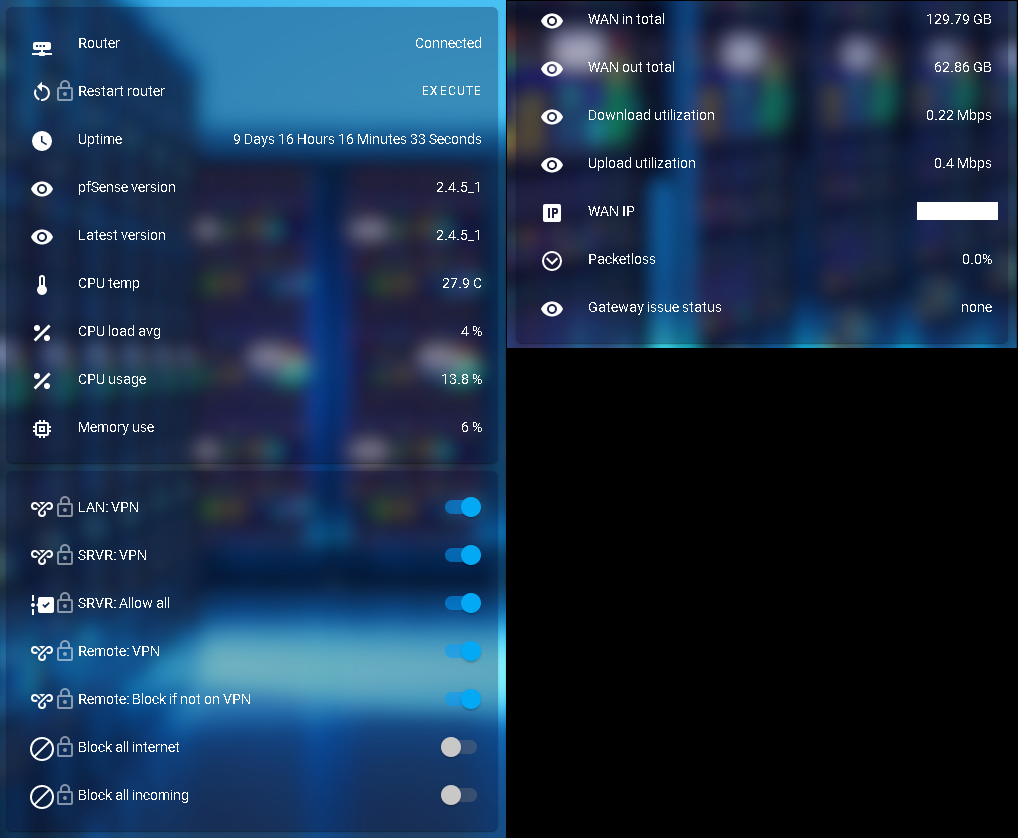 Router Connected
Restart router EXECUTE
Uptime 9 Days 16 Hours 16 Minutes 33 Seconds
pfSense version 2.4.5_1
Latest version 2.4.5_1
CPU temp 27.9 C
CPU load avg 4 %
CPU usage 13.8 %
Memory use 6 %
LAN: VPN
SRVR: VPN
SRVR: Allow all
Remote: VPN
Remote: Block if not on VPN
Block all internet
Block all incoming
WAN in total 129.79 GB
WAN out total 62.86 GB
Download utilization 0.22 Mbps
Upload utilization 0.4 Mbps
IP WAN IP
Packetloss 0.0%
Gateway issue status none